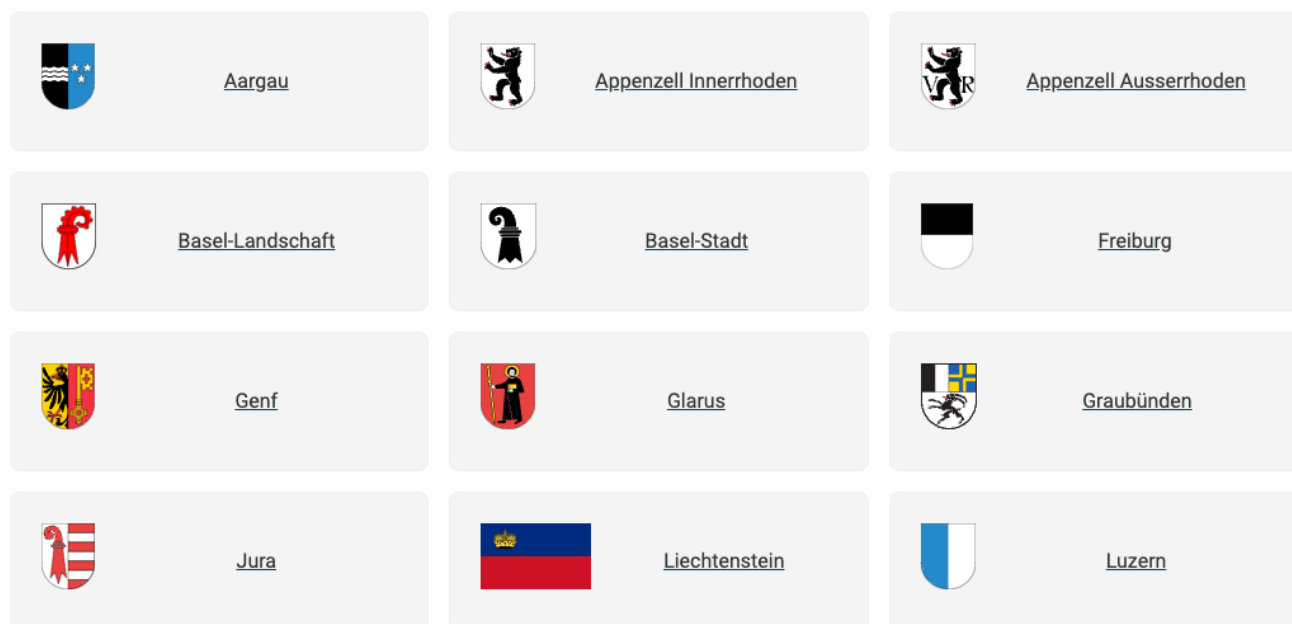 Aargau
Appenzell Innerrhoden
V R
Appenzell Ausserrhoden
Basel-Landschaft
Basel-Stadt
Freiburg
Genf
Glarus
Graubünden
Jura
Liechtenstein
Luzern